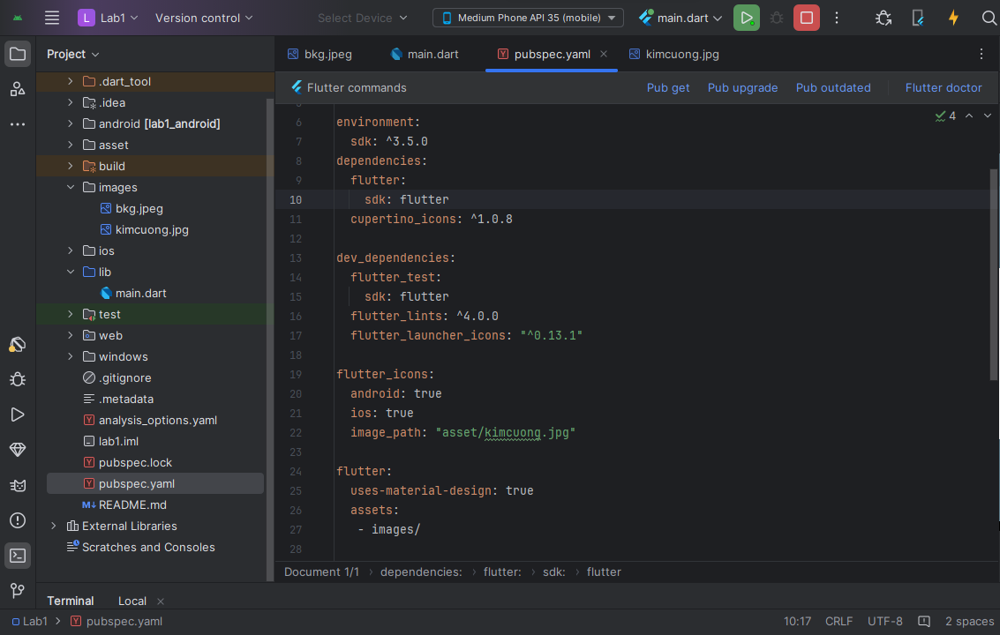 L Lab1 Version control Select Device Medium Phone API 35 (mobile) main.dart
Project
bkg.jpeg main.dart pubspec.yaml kimcuong.jpg
Flutter commands Pub get Pub upgrade Pub outdated Flutter doctor
.dart_tool
.idea
android [lab1_android]
asset
build
images
bkg.jpeg
kimcuong.jpg
ios
lib
main.dart
test
web
windows
.gitignore
.metadata
Y analysis_options.yaml
lab1.iml
Y pubspec.lock
Y pubspec.yaml
M↓ README.md
External Libraries
Scratches and Consoles
4
6 environment:
7 sdk: ^3.5.0
8 dependencies:
9 flutter:
10 sdk: flutter
11 cupertino_icons: ^1.0.8
12
13 dev_dependencies:
14 flutter_test:
15 sdk: flutter
16 flutter_lints: ^4.0.0
17 flutter_launcher_icons: "^0.13.1"
18
19 flutter_icons:
20 android: true
21 ios: true
22 image_path: "asset/kimcuong.jpg"
23
24 flutter:
25 uses-material-design: true
26 assets:
27 - images/
28
Document 1/1 › dependencies: › flutter: › sdk: › flutter
Terminal Local ×
Lab1 › Y pubspec.yaml 10:17 CRLF UTF-8 2 spaces